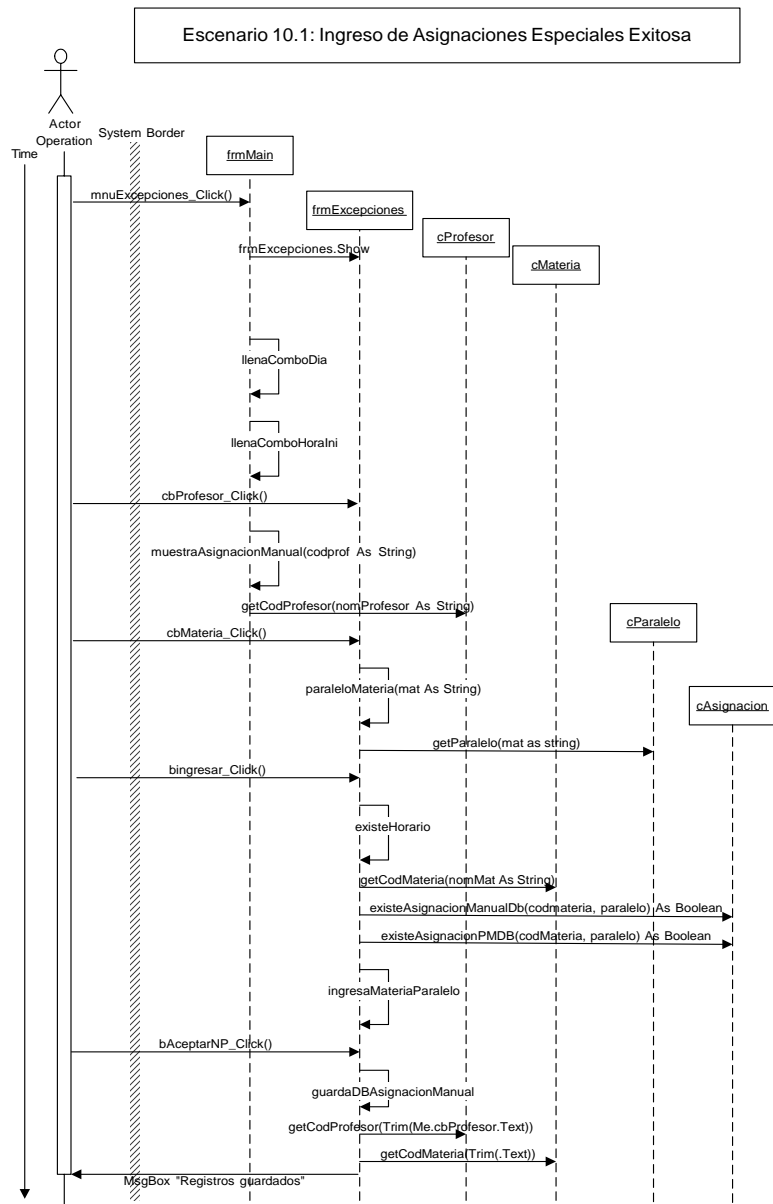 Escenario 10.1: Ingreso de Asignaciones Especiales Exitosa
Actor
Operation
System Border
Time
frmMain
mnuExcepciones_Click()
frmExcepciones
cProfesor
frmExcepciones.Show
cMateria
llenaComboDia
llenaComboHoraIni
cbProfesor_Click()
muestraAsignacionManual(codprof As String)
getCodProfesor(nomProfesor As String)
cParalelo
cbMateria_Click()
paraleloMateria(mat As String)
cAsignacion
getParalelo(mat as string)
bingresar_Click()
existeHorario
getCodMateria(nomMat As String)
existeAsignacionManualDb(codmateria, paralelo) As Boolean
existeAsignacionPMDB(codMateria, paralelo) As Boolean
ingresaMateriaParalelo
bAceptarNP_Click()
guardaDBAsignacionManual
getCodProfesor(Trim(Me.cbProfesor.Text))
getCodMateria(Trim(.Text))
MsgBox "Registros guardados"